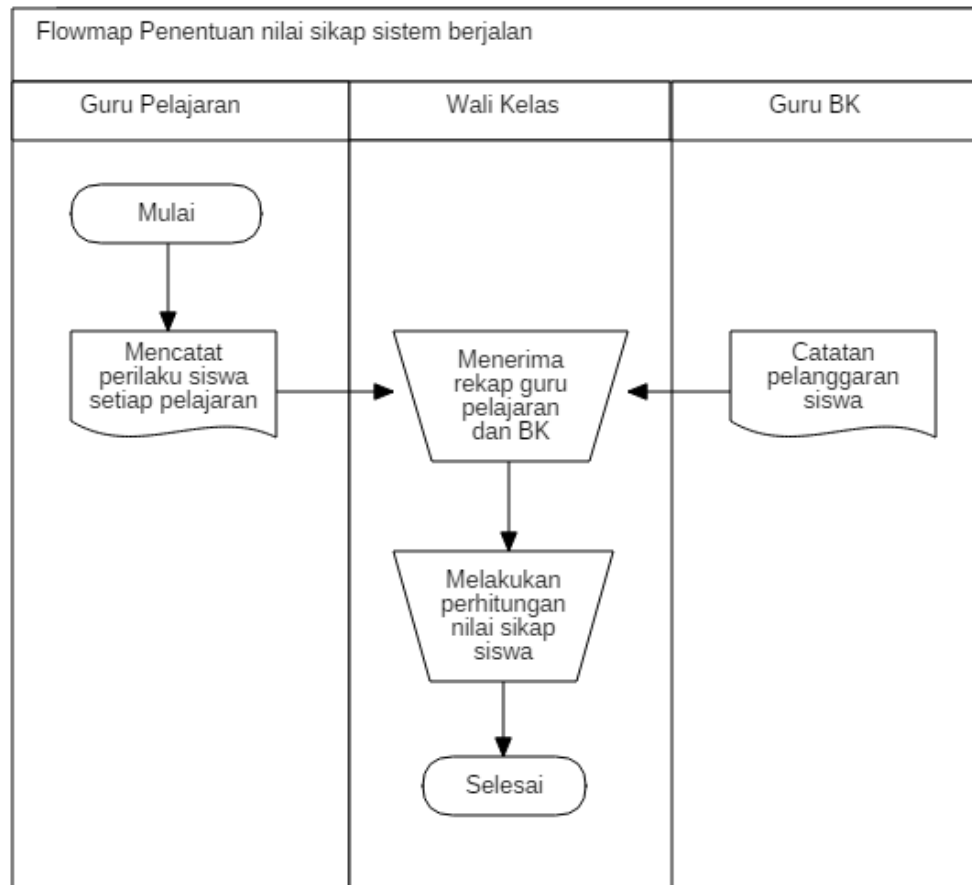 Flowmap Penentuan nilai sikap sistem berjalan
Guru Pelajaran
Wali Kelas
Guru BK
Mulai
Mencatat
perilaku siswa
setiap pelajaran
Menerima
rekap guru
pelajaran
dan BK
Catatan
pelanggaran
siswa
Melakukan
perhitungan
nilai sikap
siswa
Selesai